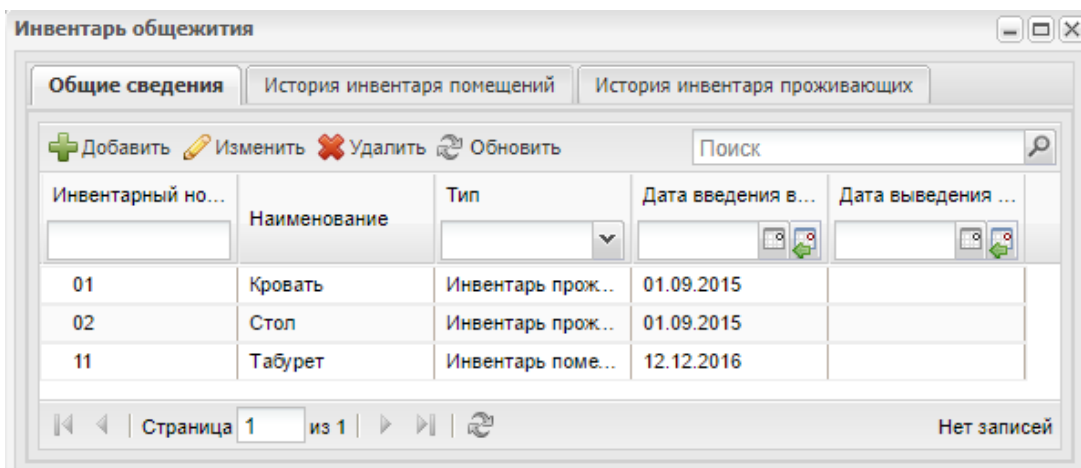 Инвентарь общежития
Общие сведения История инвентаря помещений История инвентаря проживающих
Добавить Изменить Удалить Обновить Поиск
Инвентарный но... Наименование Тип Дата введения в... Дата выведения ...
01 Кровать Инвентарь прож... 01.09.2015
02 Стол Инвентарь прож... 01.09.2015
11 Табурет Инвентарь поме... 12.12.2016
Страница 1 из 1 Нет записей